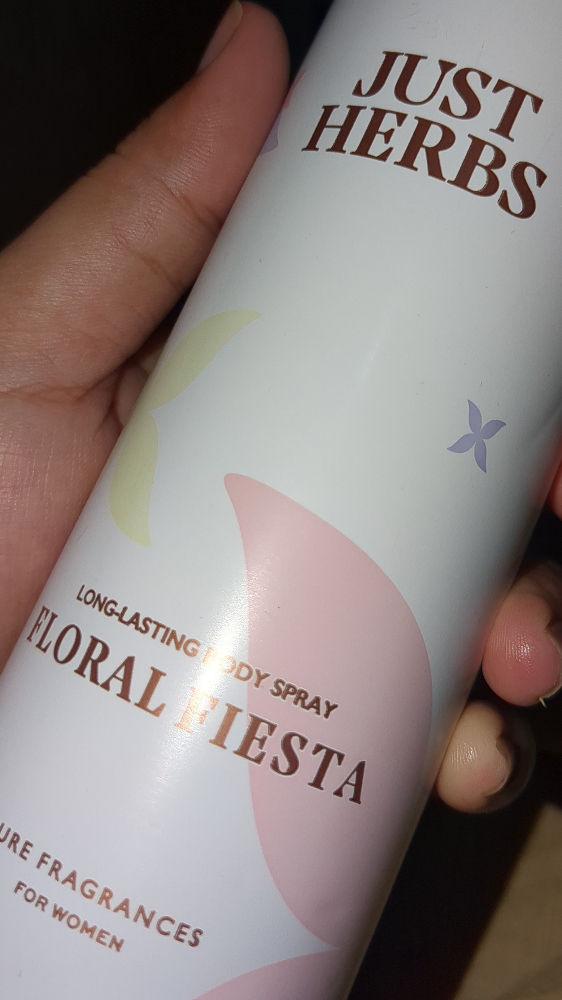 JUST
HERBS
LONG-LASTING BODY SPRAY
FLORAL FIESTA
URE FRAGRANCES
FOR WOMEN